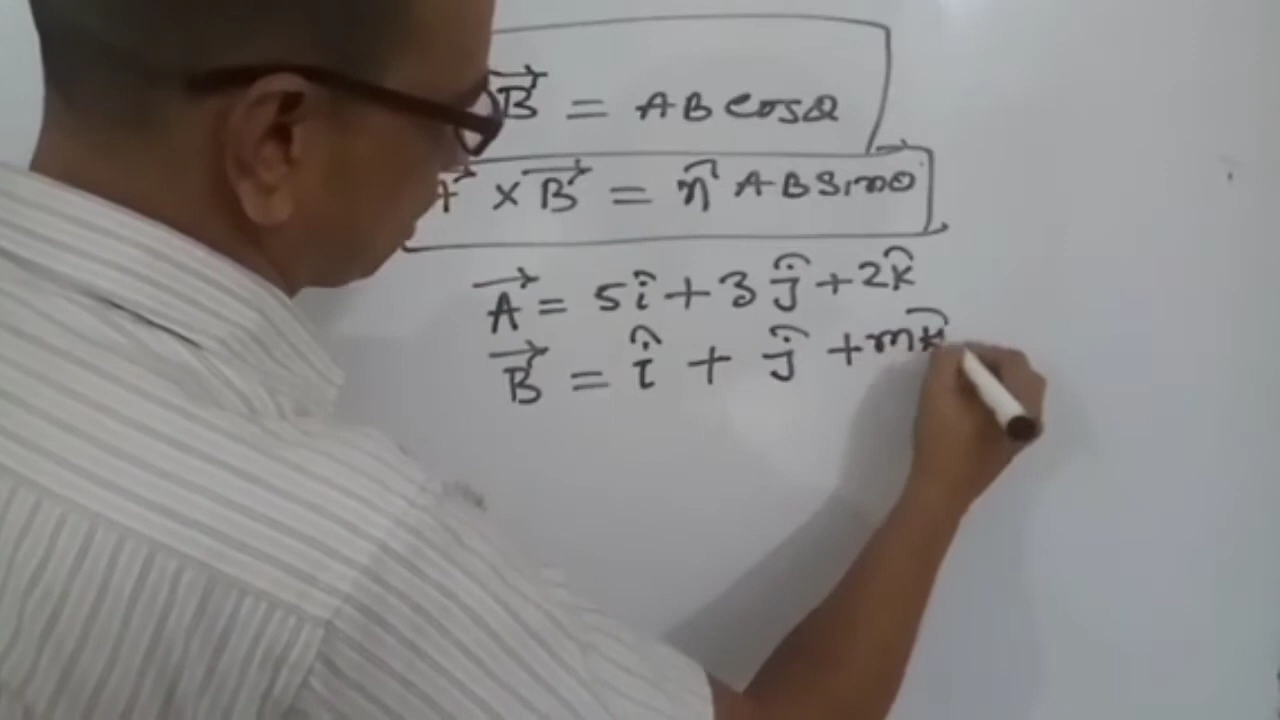 B⃗ = AB cosθ
A⃗ × B⃗ = n̂ AB sinθ
A⃗ = 5î + 3ĵ + 2k̂
B⃗ = î + ĵ + mk̂